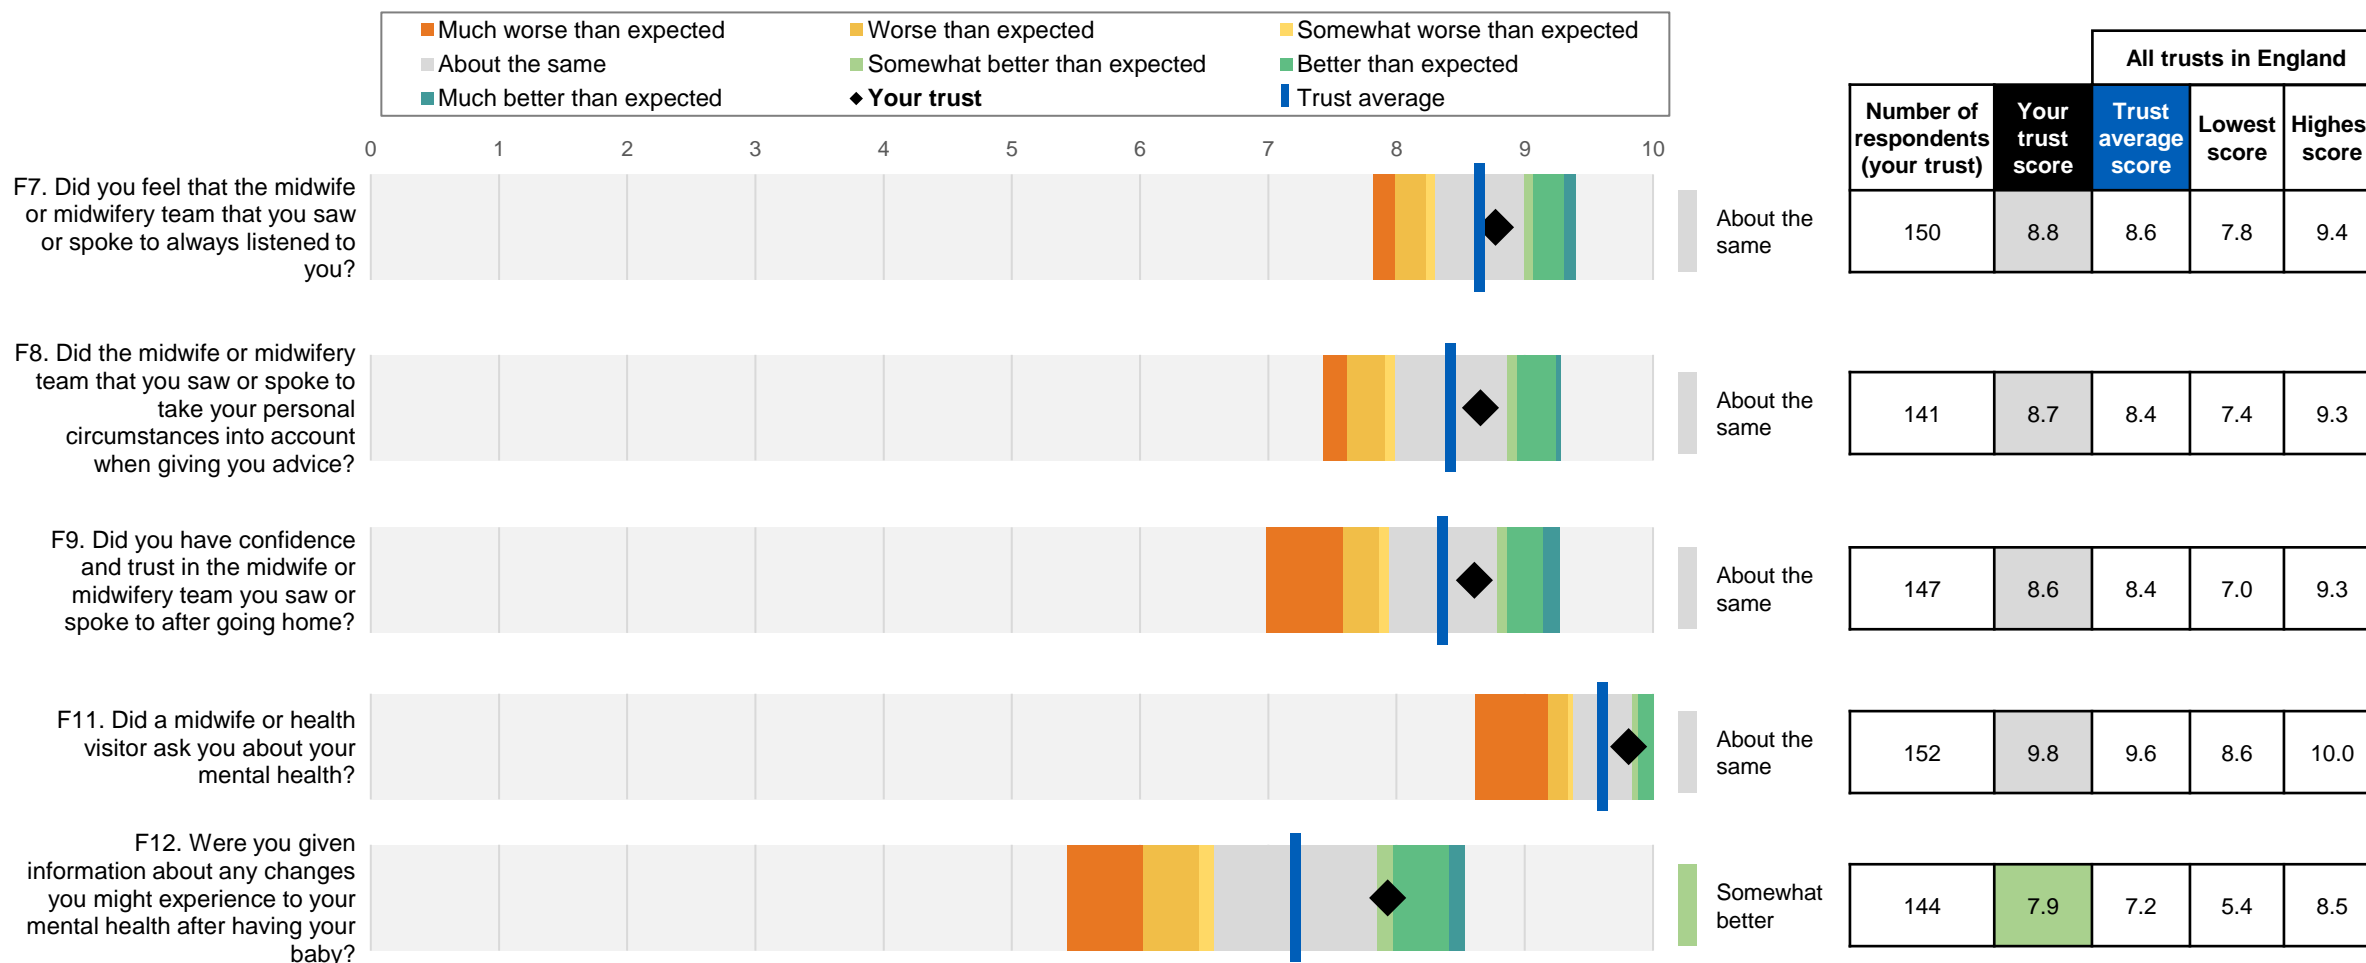 Much worse than expected
Worse than expected
Somewhat worse than expected
About the same
Somewhat better than expected
Better than expected
Much better than expected
Your trust
Trust average
All trusts in England
Number of
respondents
(your trust)
Your
trust
score
Trust
average
score
Lowest
score
Highes
score
0 1 2 3 4 5 6 7 8 9 10
F7. Did you feel that the midwife
or midwifery team that you saw
or spoke to always listened to
you?
About the
same
150 8.8 8.6 7.8 9.4
F8. Did the midwife or midwifery
team that you saw or spoke to
take your personal
circumstances into account
when giving you advice?
About the
same
141 8.7 8.4 7.4 9.3
F9. Did you have confidence
and trust in the midwife or
midwifery team you saw or
spoke to after going home?
About the
same
147 8.6 8.4 7.0 9.3
F11. Did a midwife or health
visitor ask you about your
mental health?
About the
same
152 9.8 9.6 8.6 10.0
F12. Were you given
information about any changes
you might experience to your
mental health after having your
baby?
Somewhat
better
144 7.9 7.2 5.4 8.5